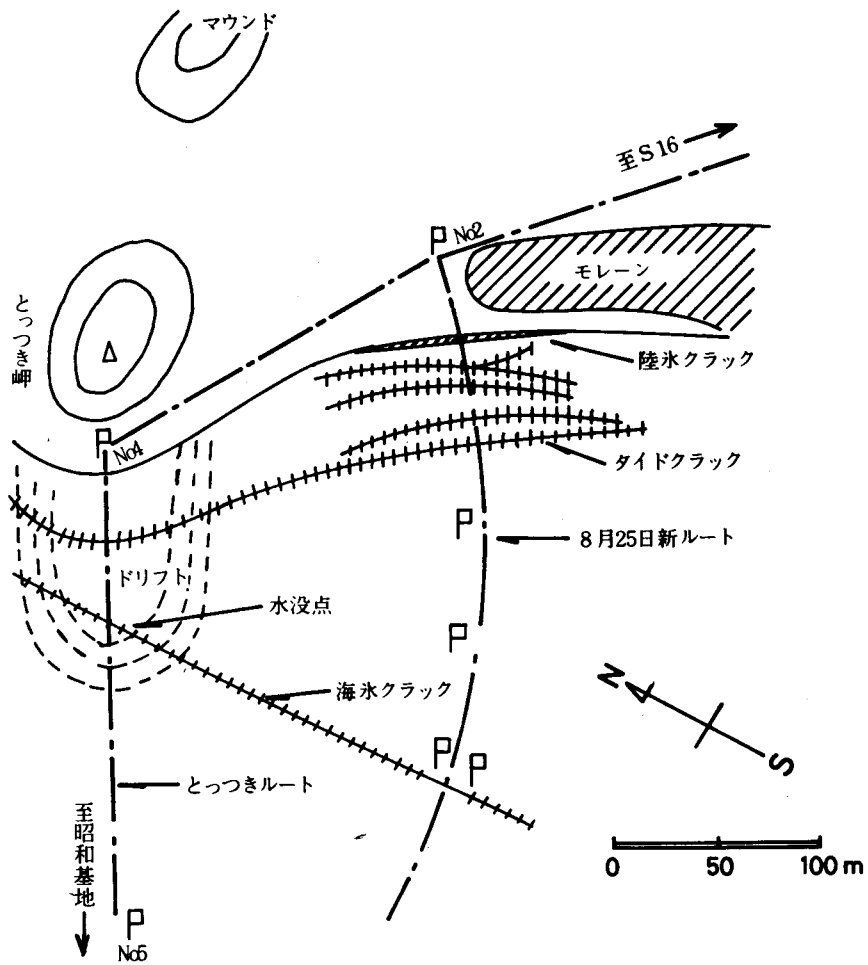 マウンド
至S16
No2
モレーン
とっつき岬
陸氷クラック
No4
タイドクラック
8月25日新ルート
ドリフト
水没点
海氷クラック
N
S
とっつきルート
至昭和基地
0 50 100 m
No5